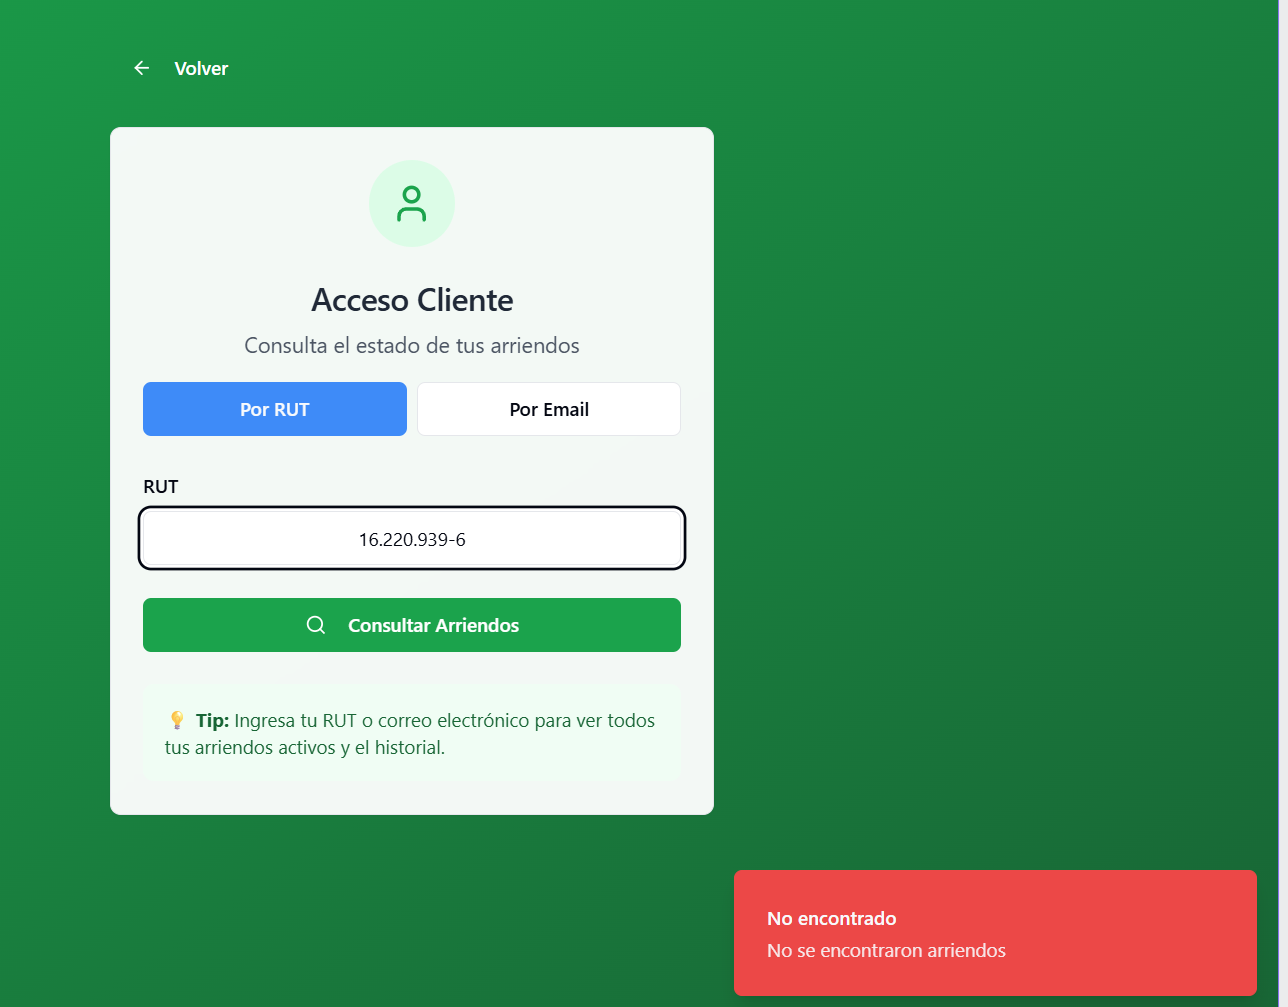 Volver
Acceso Cliente
Consulta el estado de tus arriendos
Por RUT
Por Email
RUT
16.220.939-6
Consultar Arriendos
💡 Tip: Ingresa tu RUT o correo electrónico para ver todos
tus arriendos activos y el historial.
No encontrado
No se encontraron arriendos